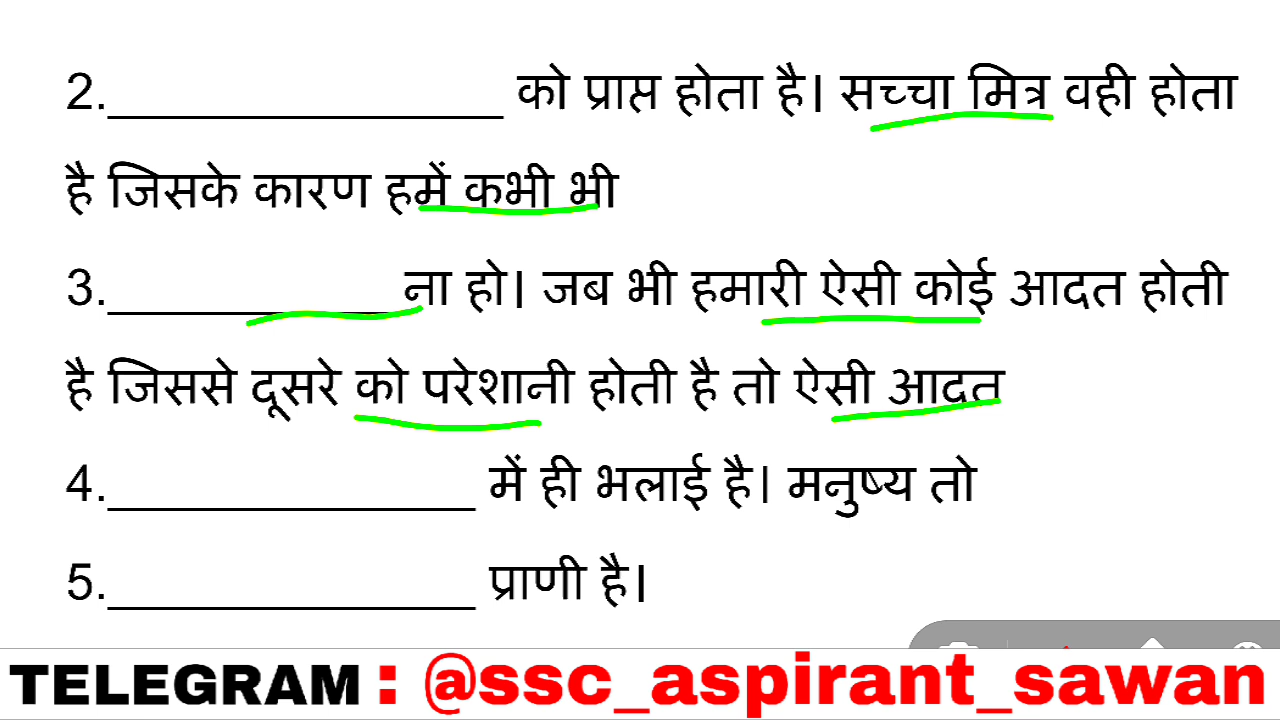 2._______________ को प्राप्त होता है। सच्चा मित्र वही होता
है जिसके कारण हमें कभी भी
3.___________ना हो। जब भी हमारी ऐसी कोई आदत होती
है जिससे दूसरे को परेशानी होती है तो ऐसी आदत
4.______________ में ही भलाई है। मनुष्य तो
5.______________ प्राणी है।
TELEGRAM : @ssc_aspirant_sawan